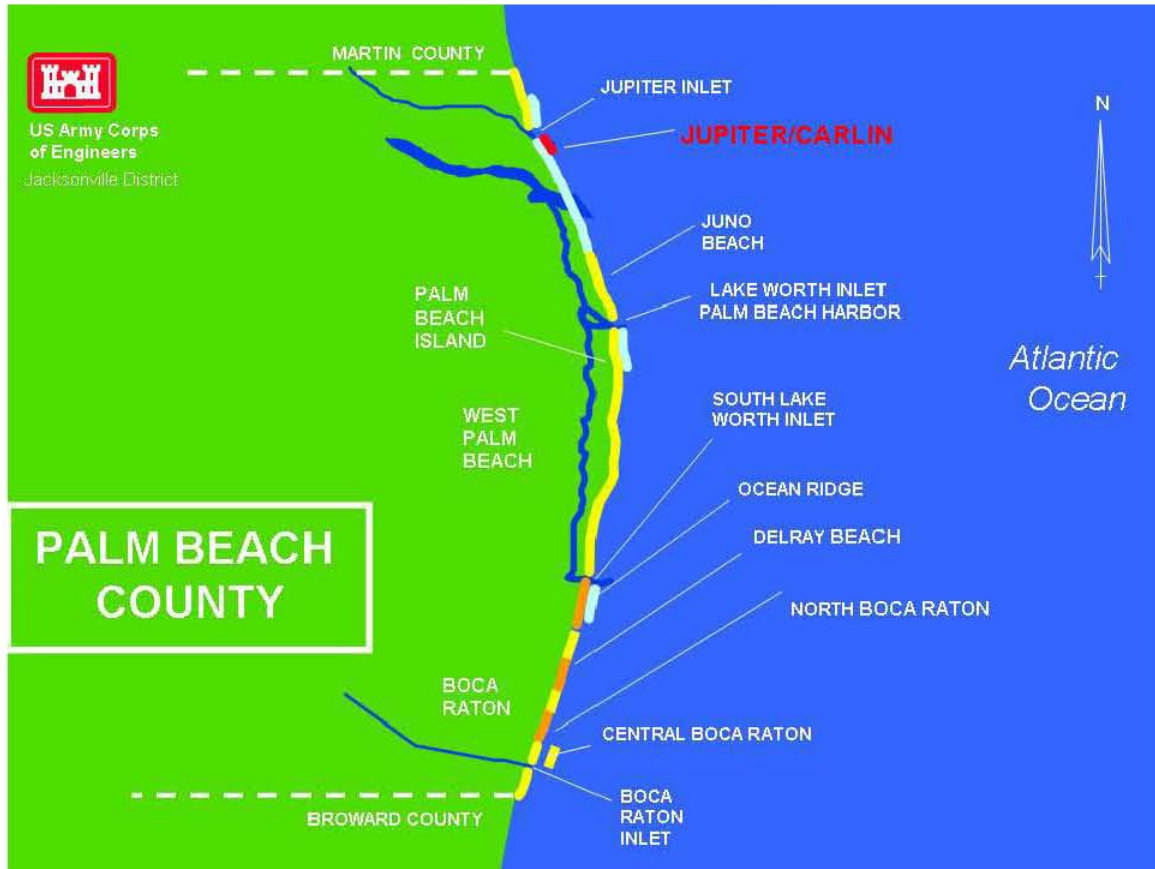 MARTIN COUNTY
US Army Corps
of Engineers
Jacksonville District
JUPITER INLET
JUPITER/CARLIN
N
JUNO
BEACH
LAKE WORTH INLET
PALM BEACH HARBOR
PALM
BEACH
ISLAND
Atlantic
Ocean
SOUTH LAKE
WORTH INLET
WEST
PALM
BEACH
OCEAN RIDGE
DELRAY BEACH
PALM BEACH
COUNTY
NORTH BOCA RATON
BOCA
RATON
CENTRAL BOCA RATON
BOCA
RATON
INLET
BROWARD COUNTY